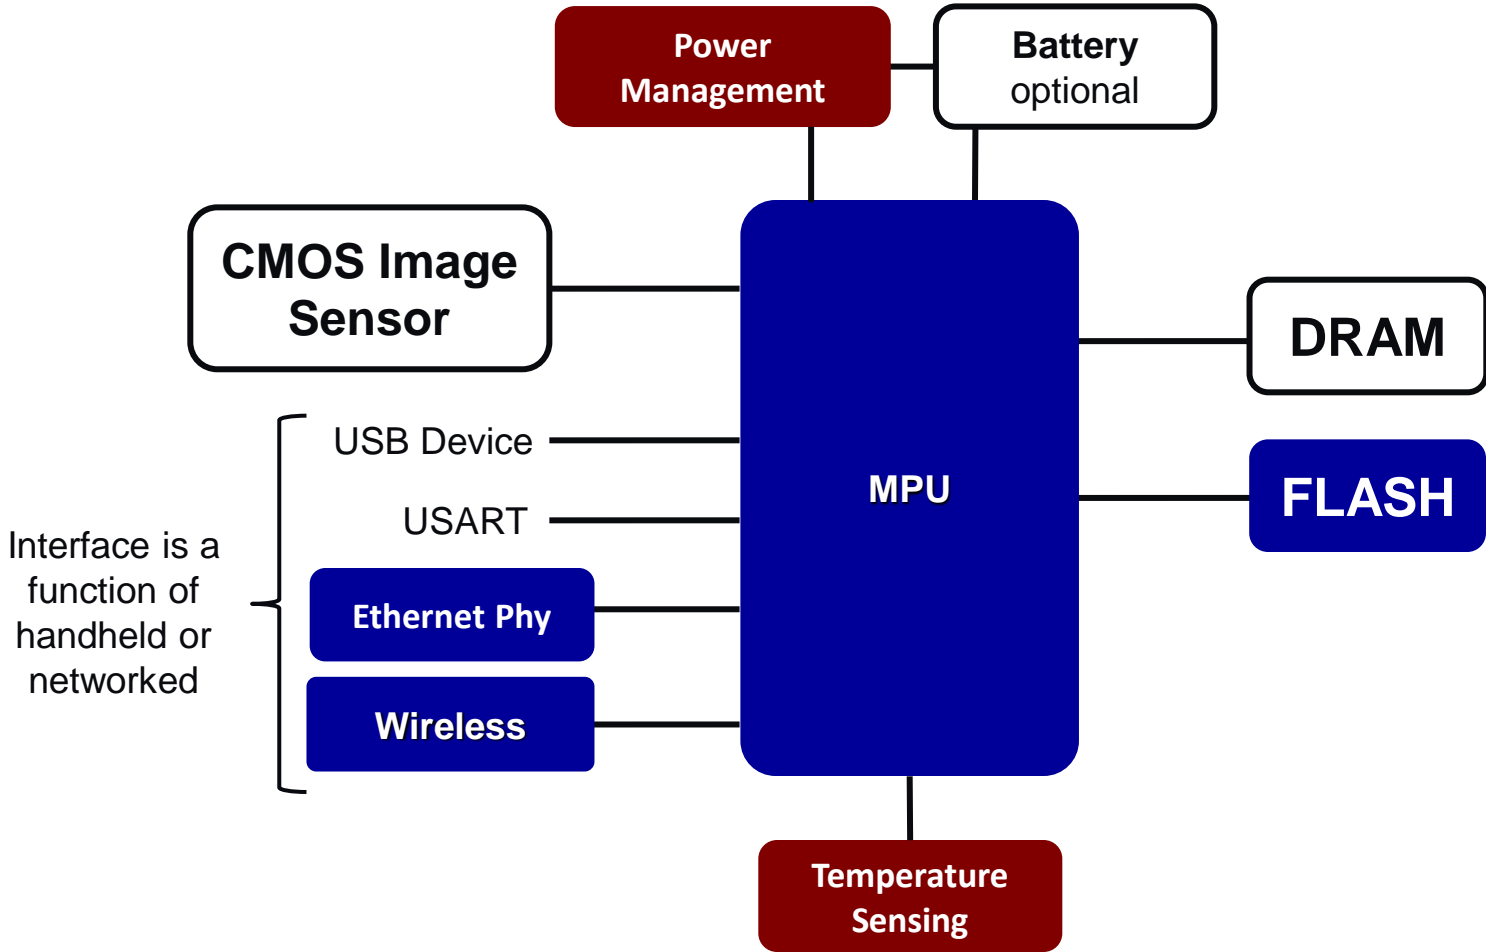 Power
Management
Battery
optional
CMOS Image
Sensor
DRAM
USB Device
MPU
FLASH
USART
Interface is a
function of
handheld or
networked
Ethernet Phy
Wireless
Temperature
Sensing